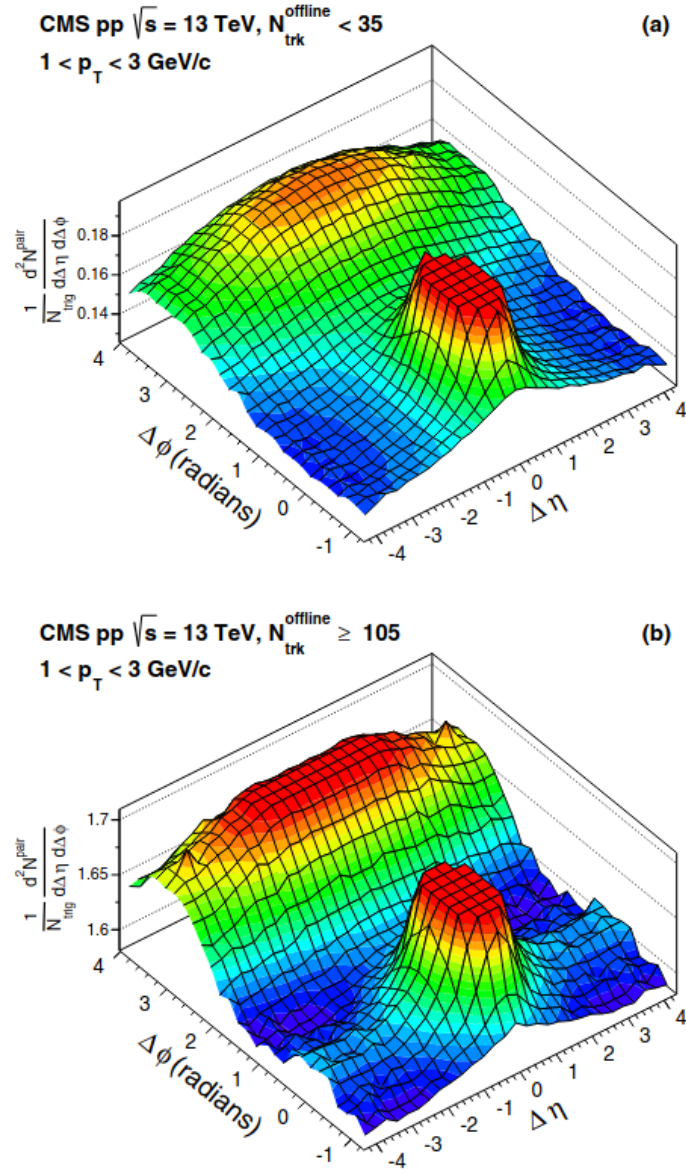 CMS pp √s = 13 TeV, N_trk^offline < 35 (a)
1 < p_T < 3 GeV/c
1/N_trig d²N^pair/dΔη dΔϕ
0.18
0.16
0.14
4 3 2 1 0 -1
Δϕ (radians)
-4 -3 -2 -1 0 1 2 3 4
Δη
CMS pp √s = 13 TeV, N_trk^offline ≥ 105 (b)
1 < p_T < 3 GeV/c
1/N_trig d²N^pair/dΔη dΔϕ
1.7
1.65
1.6
4 3 2 1 0 -1
Δϕ (radians)
-4 -3 -2 -1 0 1 2 3 4
Δη